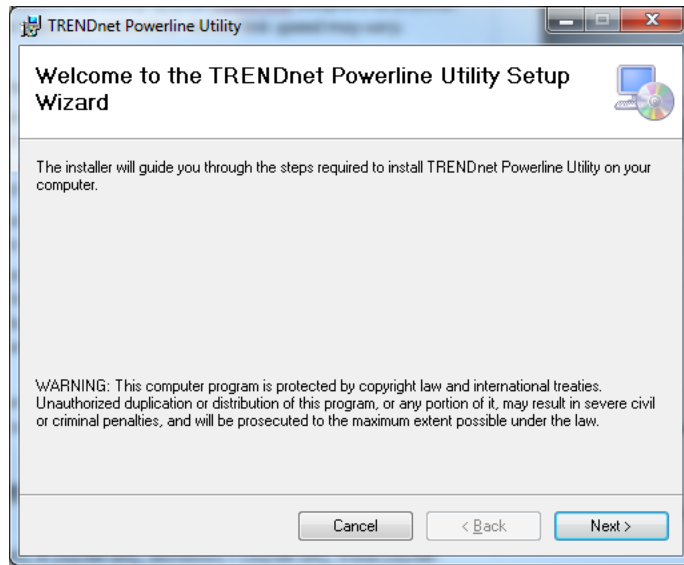 TRENDnet Powerline Utility
Welcome to the TRENDnet Powerline Utility Setup
Wizard
The installer will guide you through the steps required to install TRENDnet Powerline Utility on your
computer.
WARNING: This computer program is protected by copyright law and international treaties.
Unauthorized duplication or distribution of this program, or any portion of it, may result in severe civil
or criminal penalties, and will be prosecuted to the maximum extent possible under the law.
Cancel
< Back
Next >